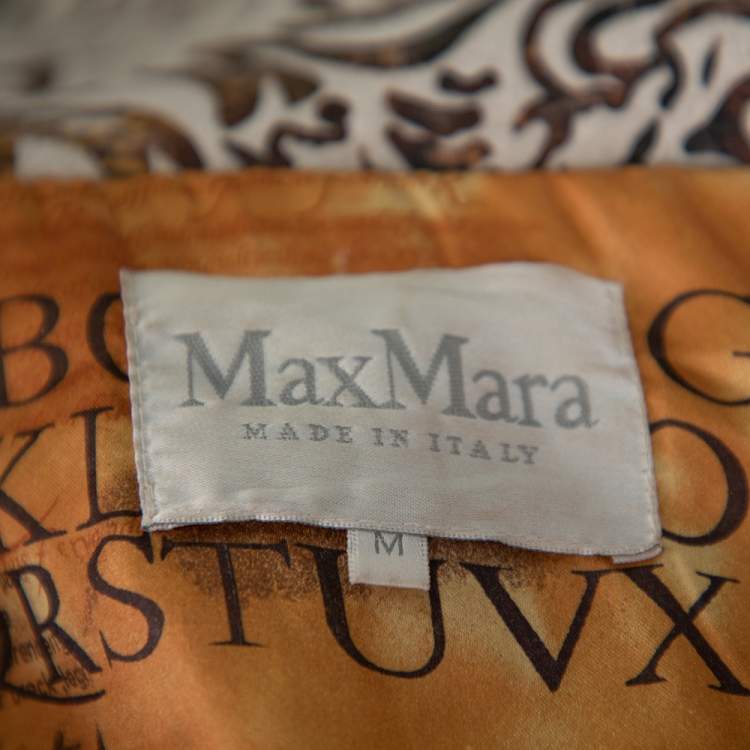 BC
G
MaxMara
MADE IN ITALY
KL
O
M
RSTUVX